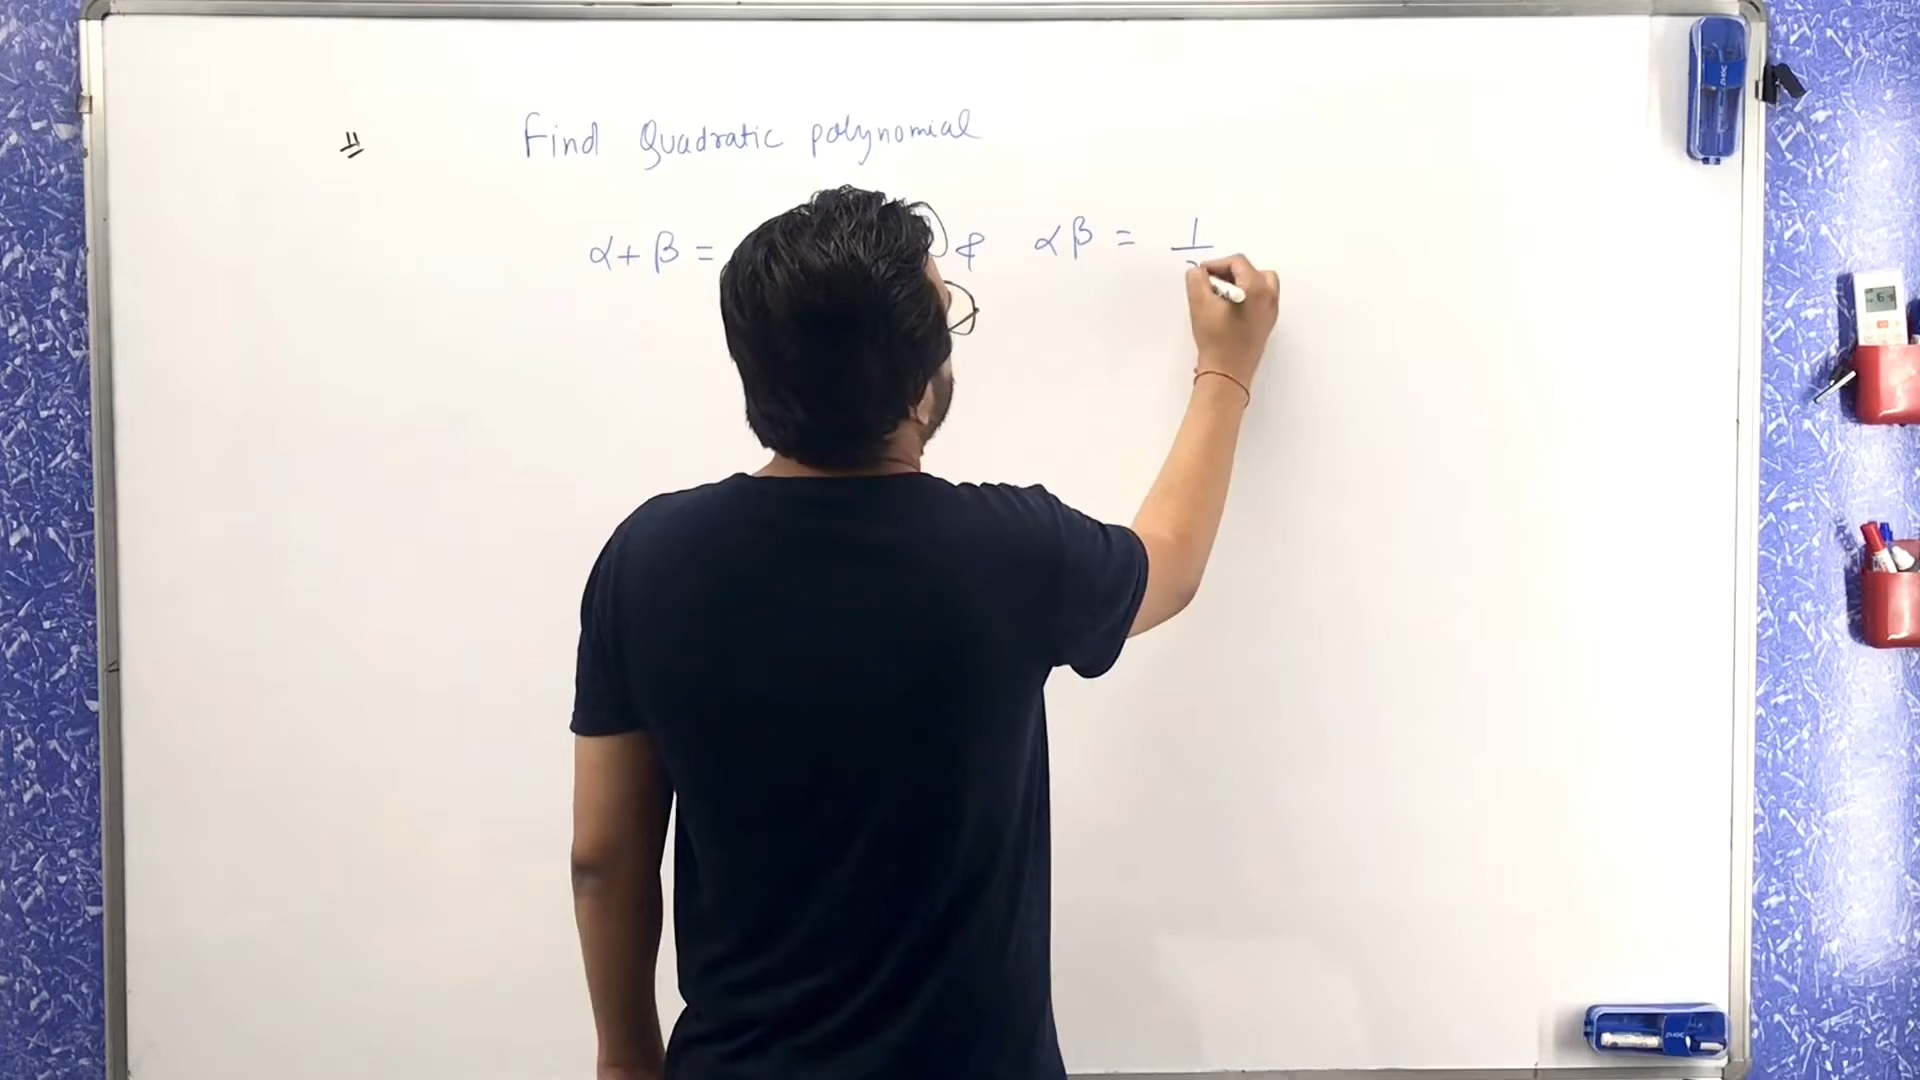 Find Quadratic polynomial
α+β = & αβ = 1